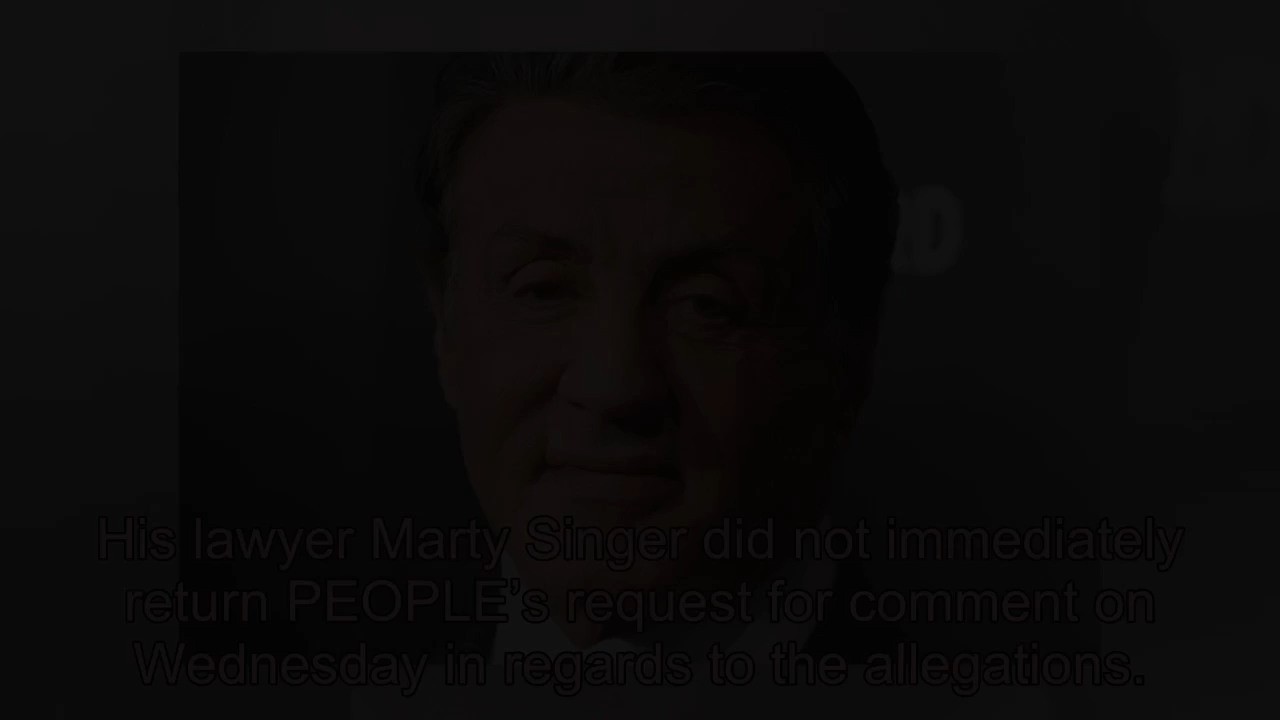 His lawyer Marty Singer did not immediately
return PEOPLE’s request for comment on
Wednesday in regards to the allegations.